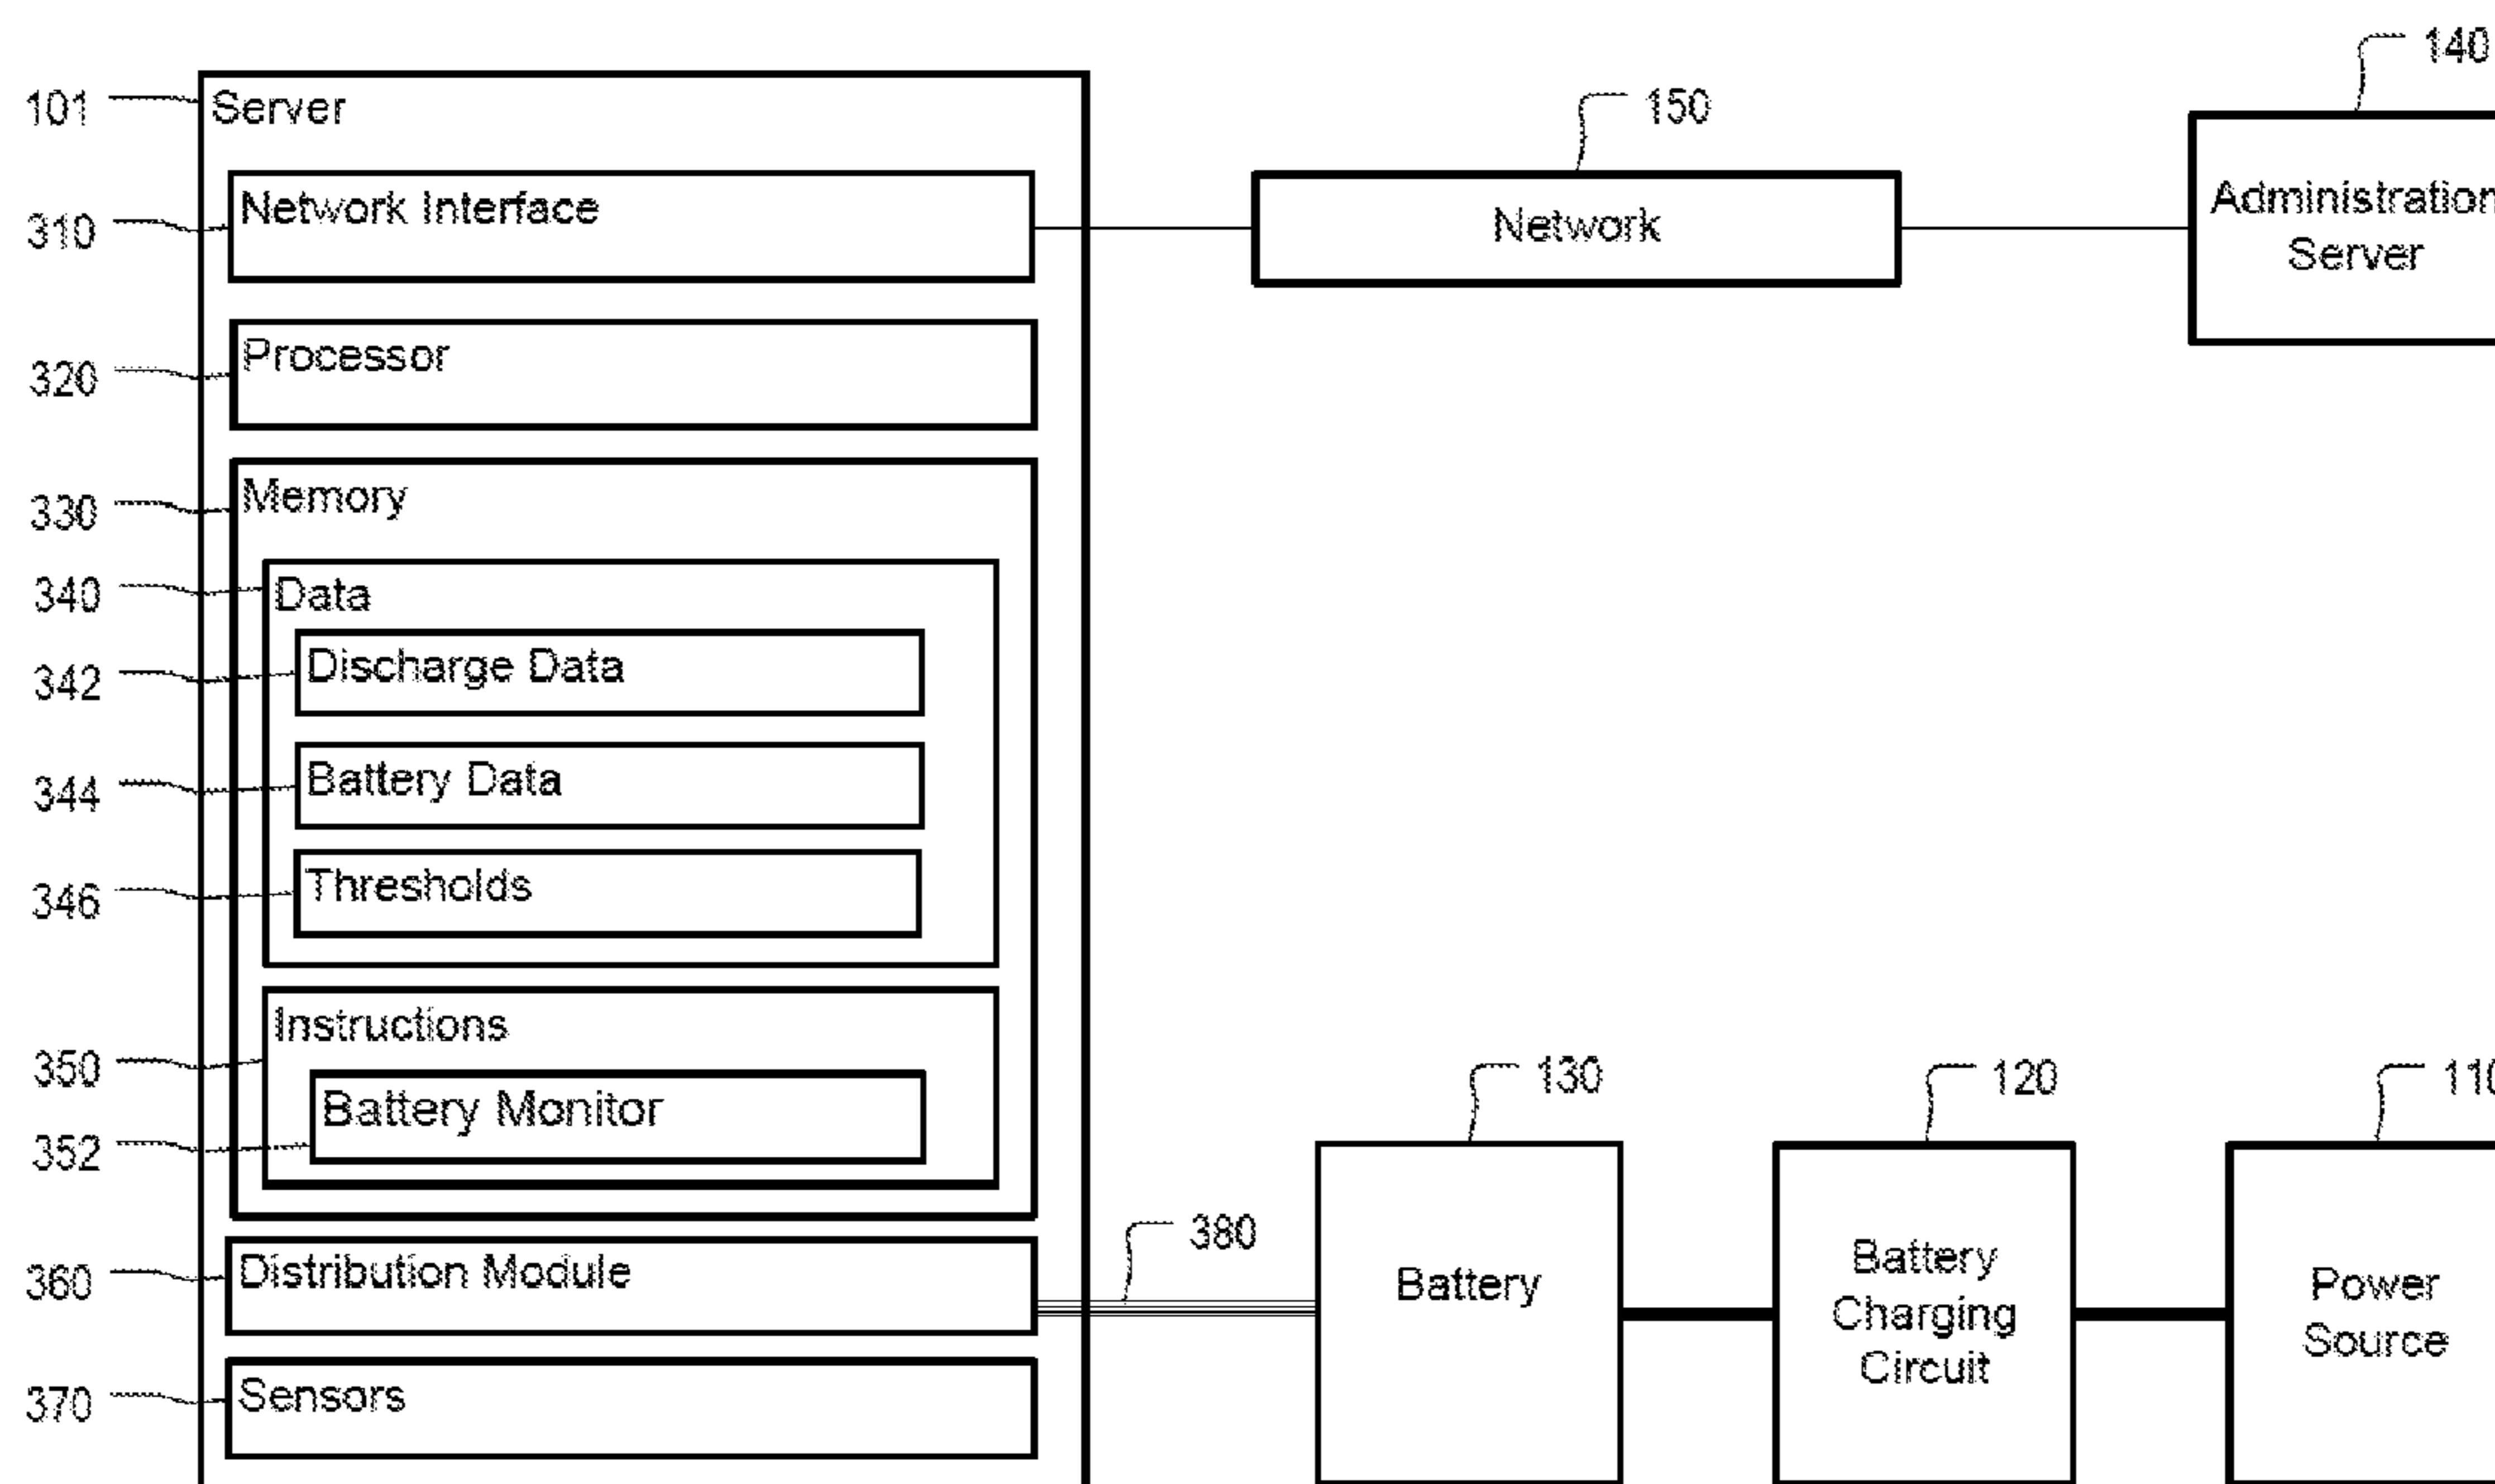 140
101
Server
150
310
Network Interface
Network
Administration
Server
320
Processor
330
Memory
340
Data
342
Discharge Data
344
Battery Data
346
Thresholds
350
Instructions
352
Battery Monitor
130
120
110
380
360
Distribution Module
Battery
Battery
Charging
Circuit
Power
Source
370
Sensors